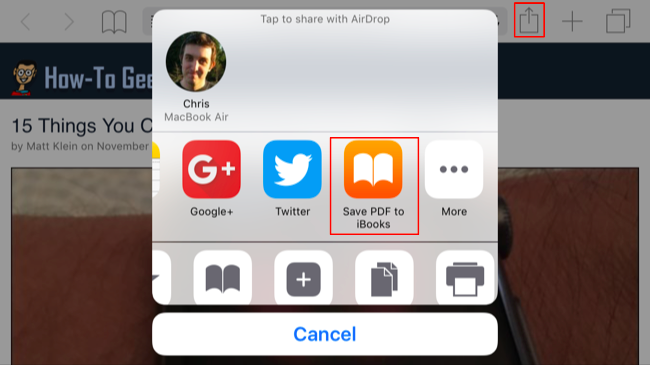 Tap to share with AirDrop
How-To Gee
Chris
MacBook Air
15 Things You C
by Matt Klein on November
G+
Google+
Twitter
Save PDF to
iBooks
More
Cancel